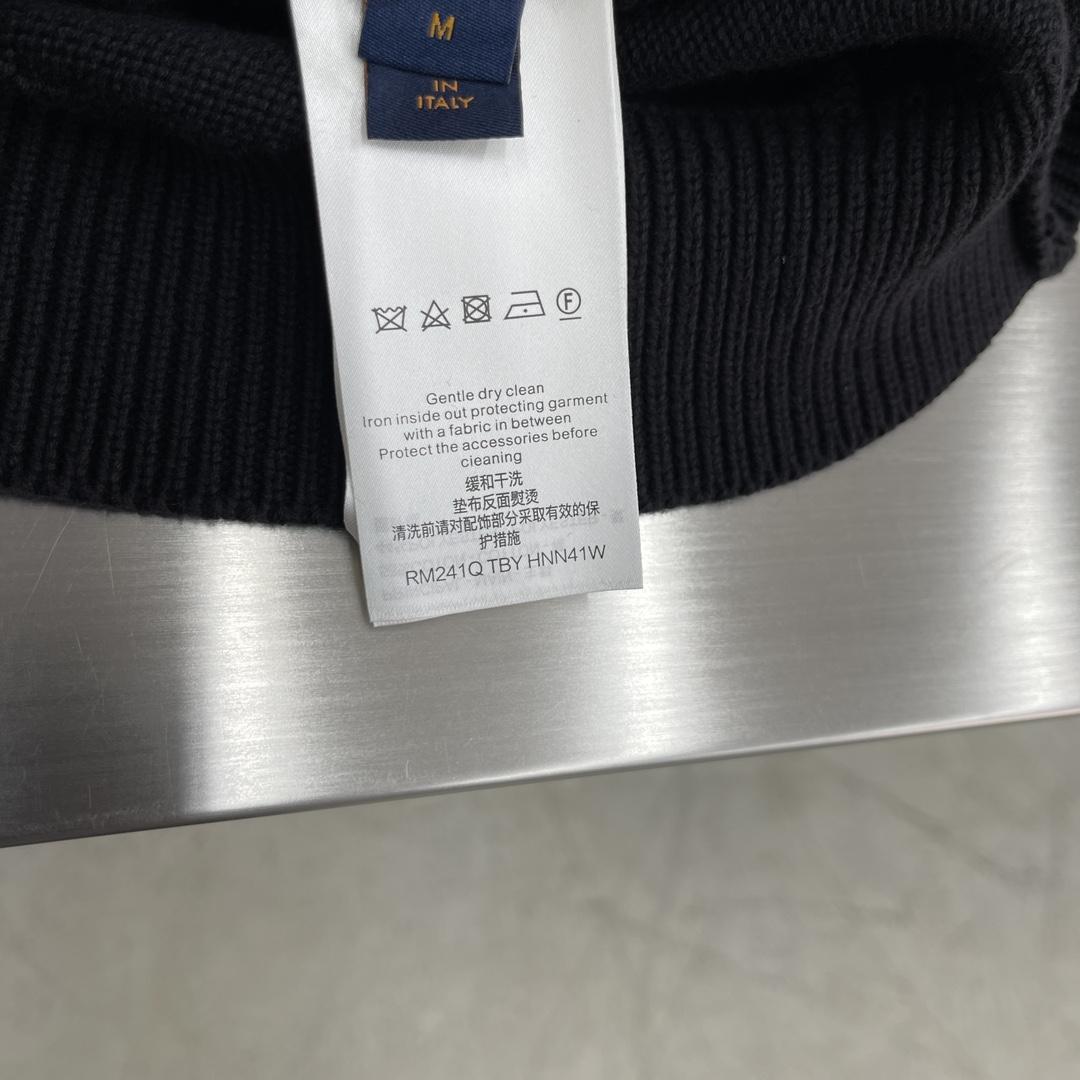 M
IN
ITALY
F
Gentle dry clean
Iron inside out protecting garment
with a fabric in between
Protect the accessories before
cleaning
缓和干洗
垫布反面熨烫
清洗前请对配饰部分采取有效的保
护措施
RM241Q TBY HNN41W